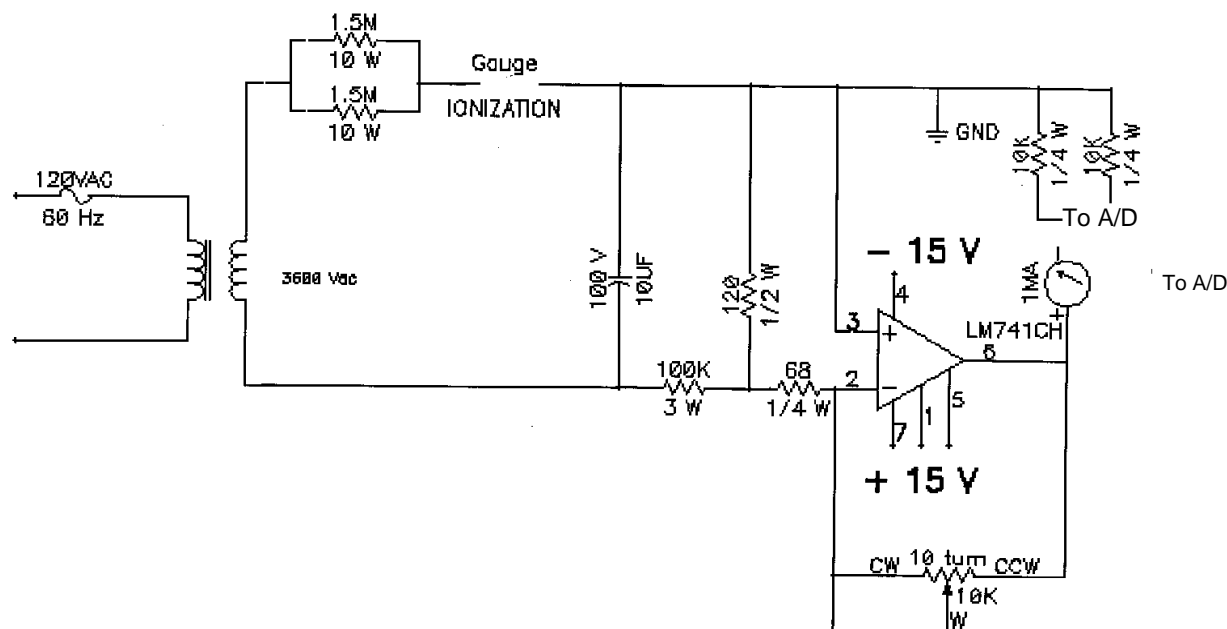 1.5M
10 W
1.5M
10 W
Gauge
IONIZATION
120VAC
60 Hz
3600 Vac
100 V
10UF
120
1/2 W
GND
10K
1/4 W
10K
1/4 W
To A/D
- 15 V
4
1MA
-
+
To A/D
3
+
LM741CH
6
100K
3 W
68
1/4 W
2
-
7
1
5
+ 15 V
CW
10 turn
CCW
10K
W